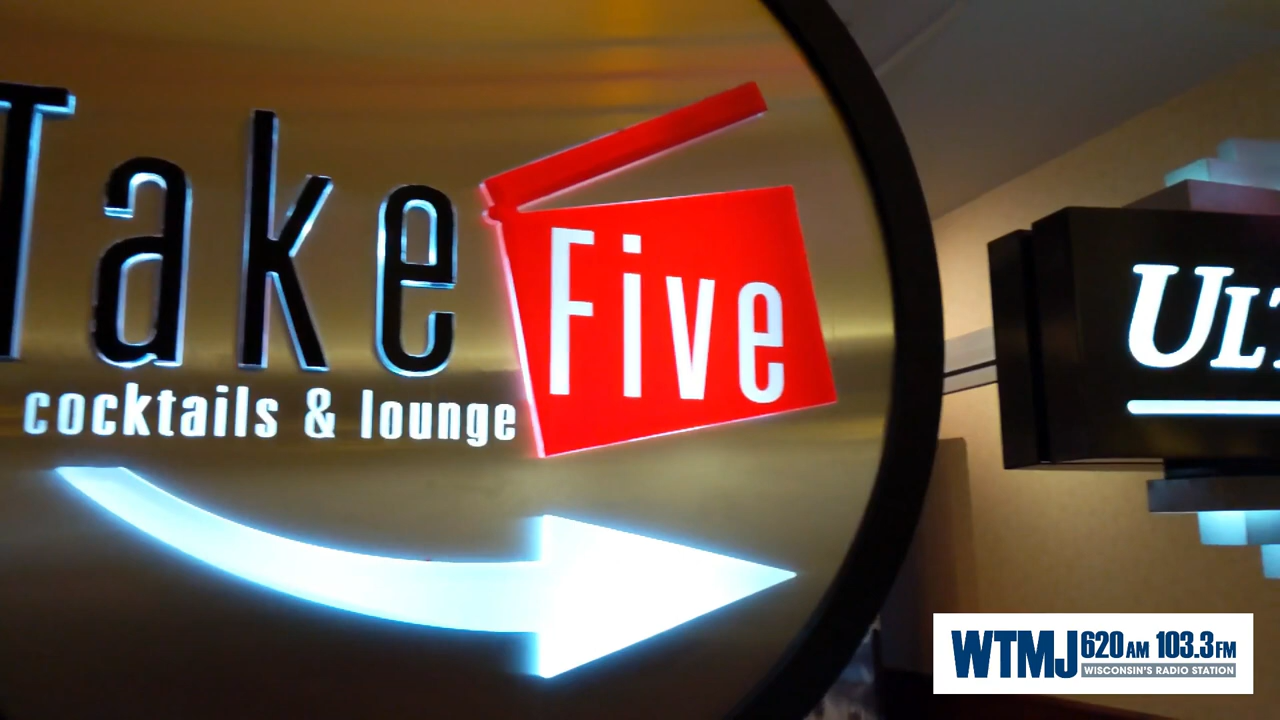 Take Five
cocktails & lounge
WTMJ 620 AM 103.3 FM
WISCONSIN'S RADIO STATION